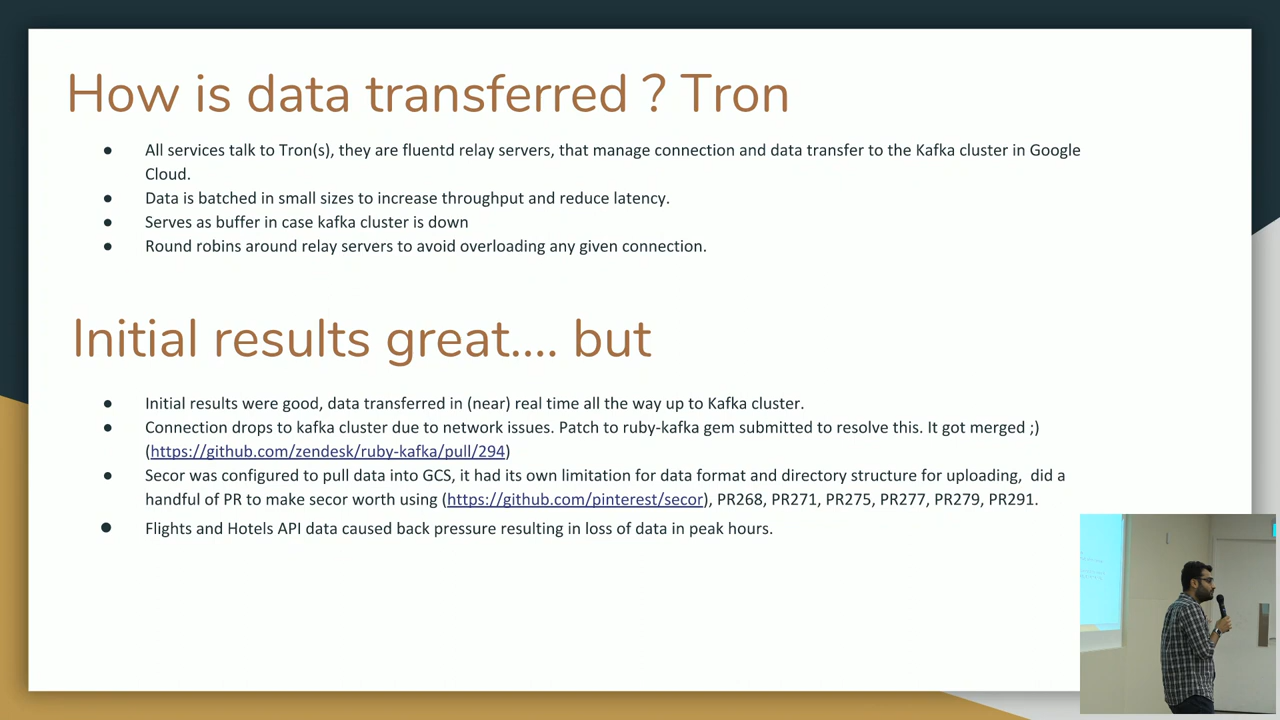 How is data transferred ? Tron
● All services talk to Tron(s), they are fluentd relay servers, that manage connection and data transfer to the Kafka cluster in Google
Cloud.
● Data is batched in small sizes to increase throughput and reduce latency.
● Serves as buffer in case kafka cluster is down
● Round robins around relay servers to avoid overloading any given connection.
Initial results great.... but
● Initial results were good, data transferred in (near) real time all the way up to Kafka cluster.
● Connection drops to kafka cluster due to network issues. Patch to ruby-kafka gem submitted to resolve this. It got merged ;)
(https://github.com/zendesk/ruby-kafka/pull/294)
● Secor was configured to pull data into GCS, it had its own limitation for data format and directory structure for uploading, did a
handful of PR to make secor worth using (https://github.com/pinterest/secor), PR268, PR271, PR275, PR277, PR279, PR291.
● Flights and Hotels API data caused back pressure resulting in loss of data in peak hours.